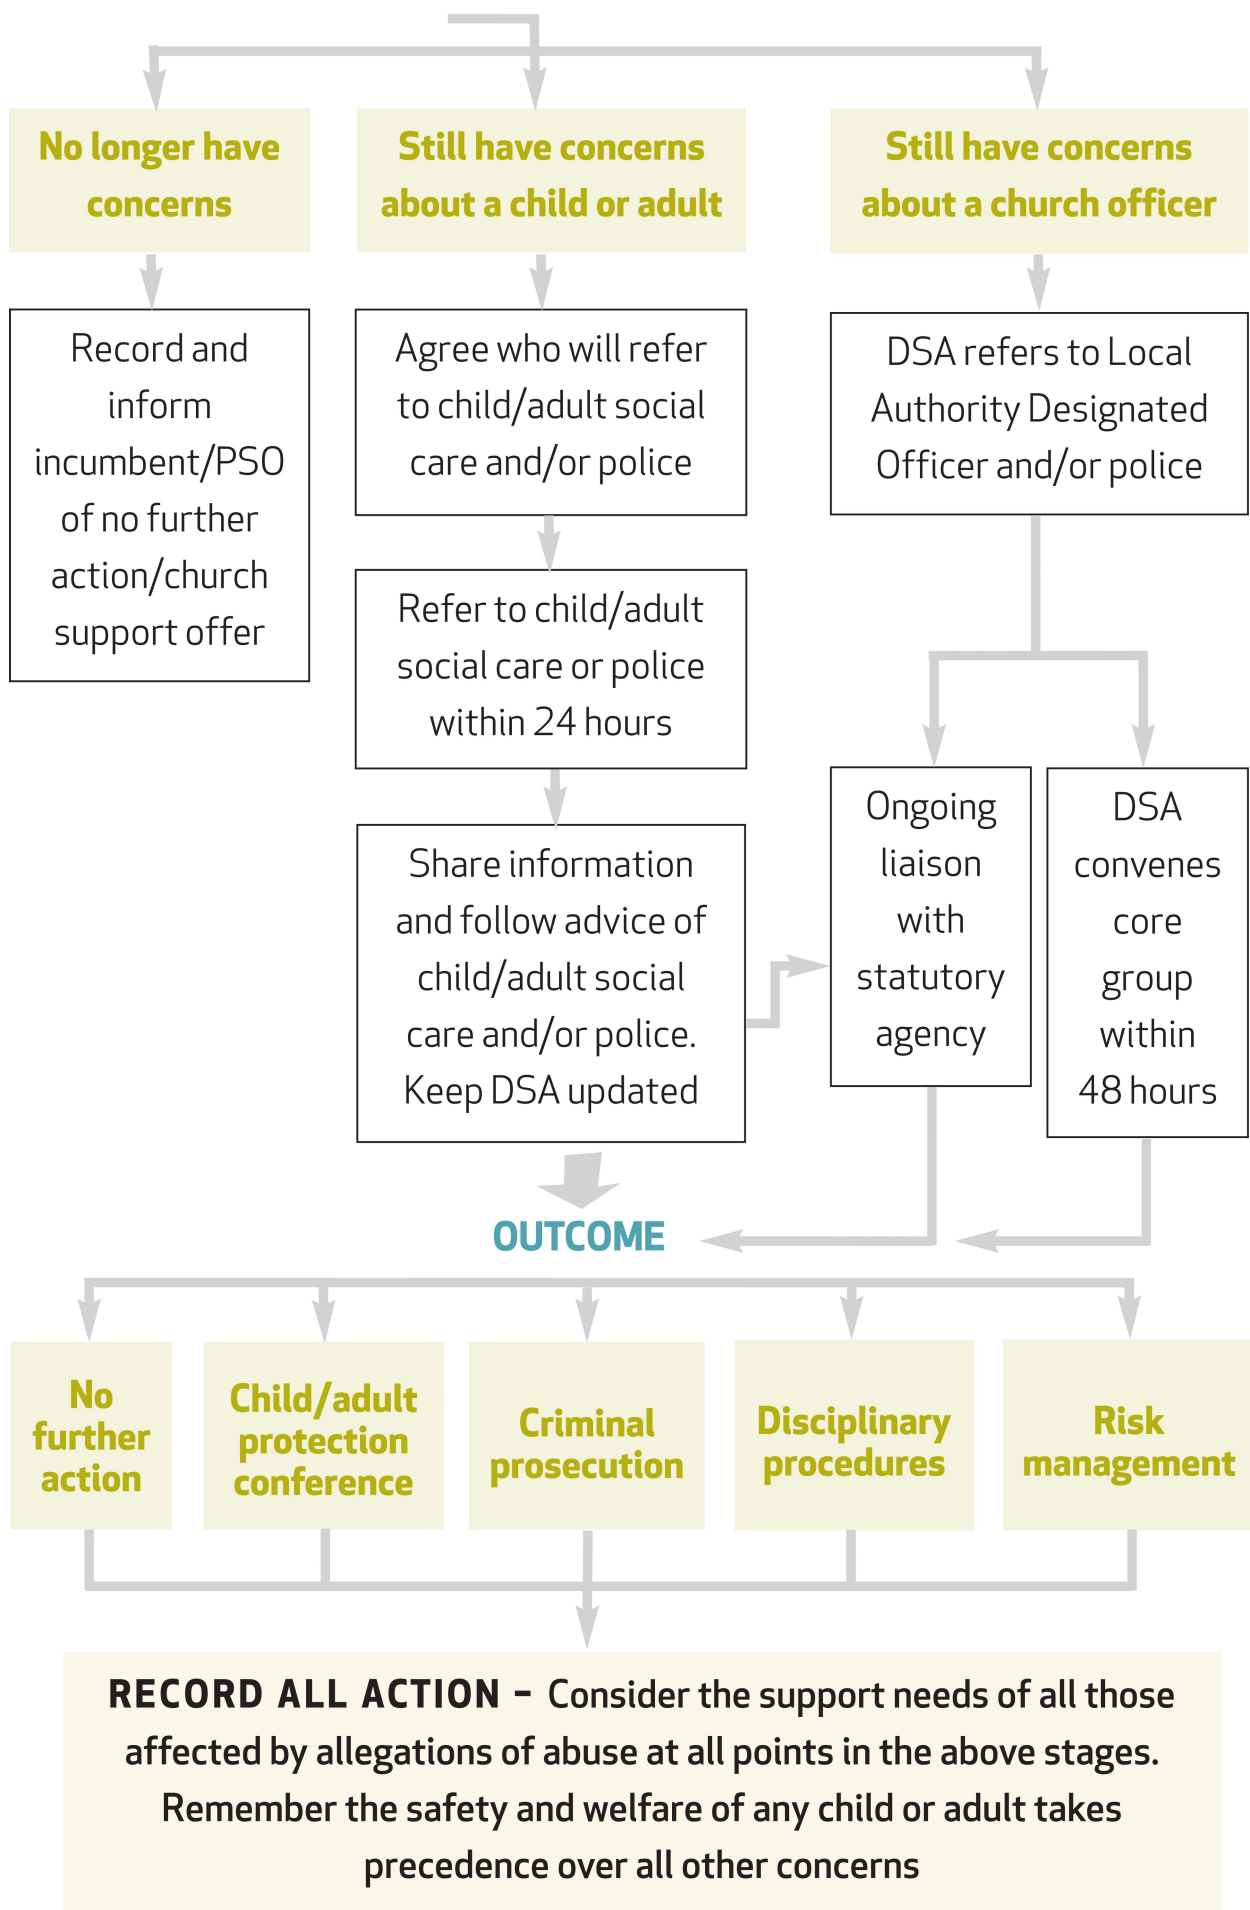 No longer have
concerns
Still have concerns
about a child or adult
Still have concerns
about a church officer
Record and
inform
incumbent/PSO
of no further
action/church
support offer
Agree who will refer
to child/adult social
care and/or police
DSA refers to Local
Authority Designated
Officer and/or police
Refer to child/adult
social care or police
within 24 hours
Share information
and follow advice of
child/adult social
care and/or police.
Keep DSA updated
Ongoing
liaison
with
statutory
agency
DSA
convenes
core
group
within
48 hours
OUTCOME
No
further
action
Child/adult
protection
conference
Criminal
prosecution
Disciplinary
procedures
Risk
management
RECORD ALL ACTION – Consider the support needs of all those
affected by allegations of abuse at all points in the above stages.
Remember the safety and welfare of any child or adult takes
precedence over all other concerns